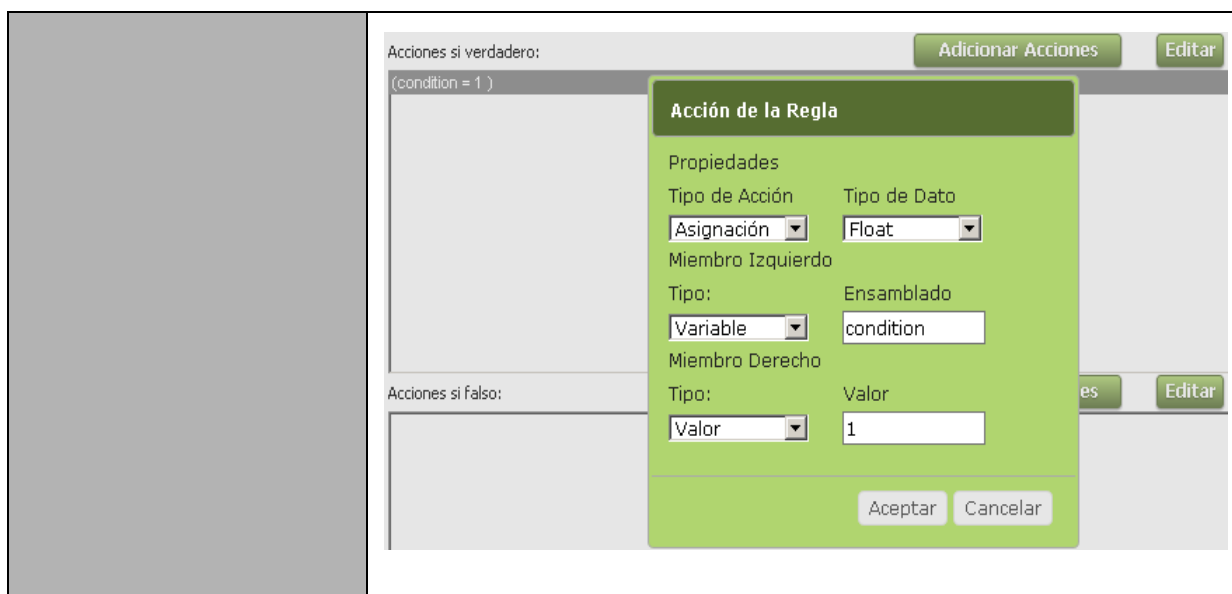 Acciones si verdadero:
Adicionar Acciones
Editar
(condition = 1 )
Acción de la Regla
Propiedades
Tipo de Acción Tipo de Dato
Asignación Float
Miembro Izquierdo
Tipo: Ensamblado
Variable condition
Miembro Derecho
Acciones si falso:
es
Editar
Tipo: Valor
Valor 1
Aceptar Cancelar